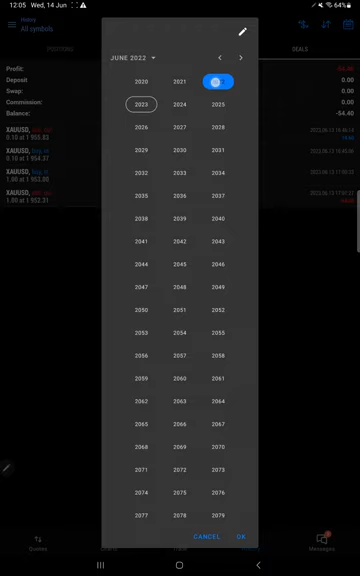 12:05 Wed, 14 Jun 64%
History
All symbols
POSITIONS DEALS
Profit: -54.40
Deposit 0.00
Swap: 0.00
Commission: 0.00
Balance: -54.40
XAUUSD,
0.10 at 1 955.83
XAUUSD,
0.10 at 1 954.37
XAUUSD,
1.00 at 1 953.00
XAUUSD,
1.00 at 1 952.31
JUNE 2022
2020 2021
2023 2024 2025
2026 2027 2028
2029 2030 2031
2032 2033 2034
2035 2036 2037
2038 2039 2040
2041 2042 2043
2044 2045 2046
2047 2048 2049
2050 2051 2052
2053 2054 2055
2056 2057 2058
2059 2060 2061
2062 2063 2064
2065 2066 2067
2068 2069 2070
2071 2072 2073
2074 2075 2076
2077 2078 2079
CANCEL OK
Quotes Messages